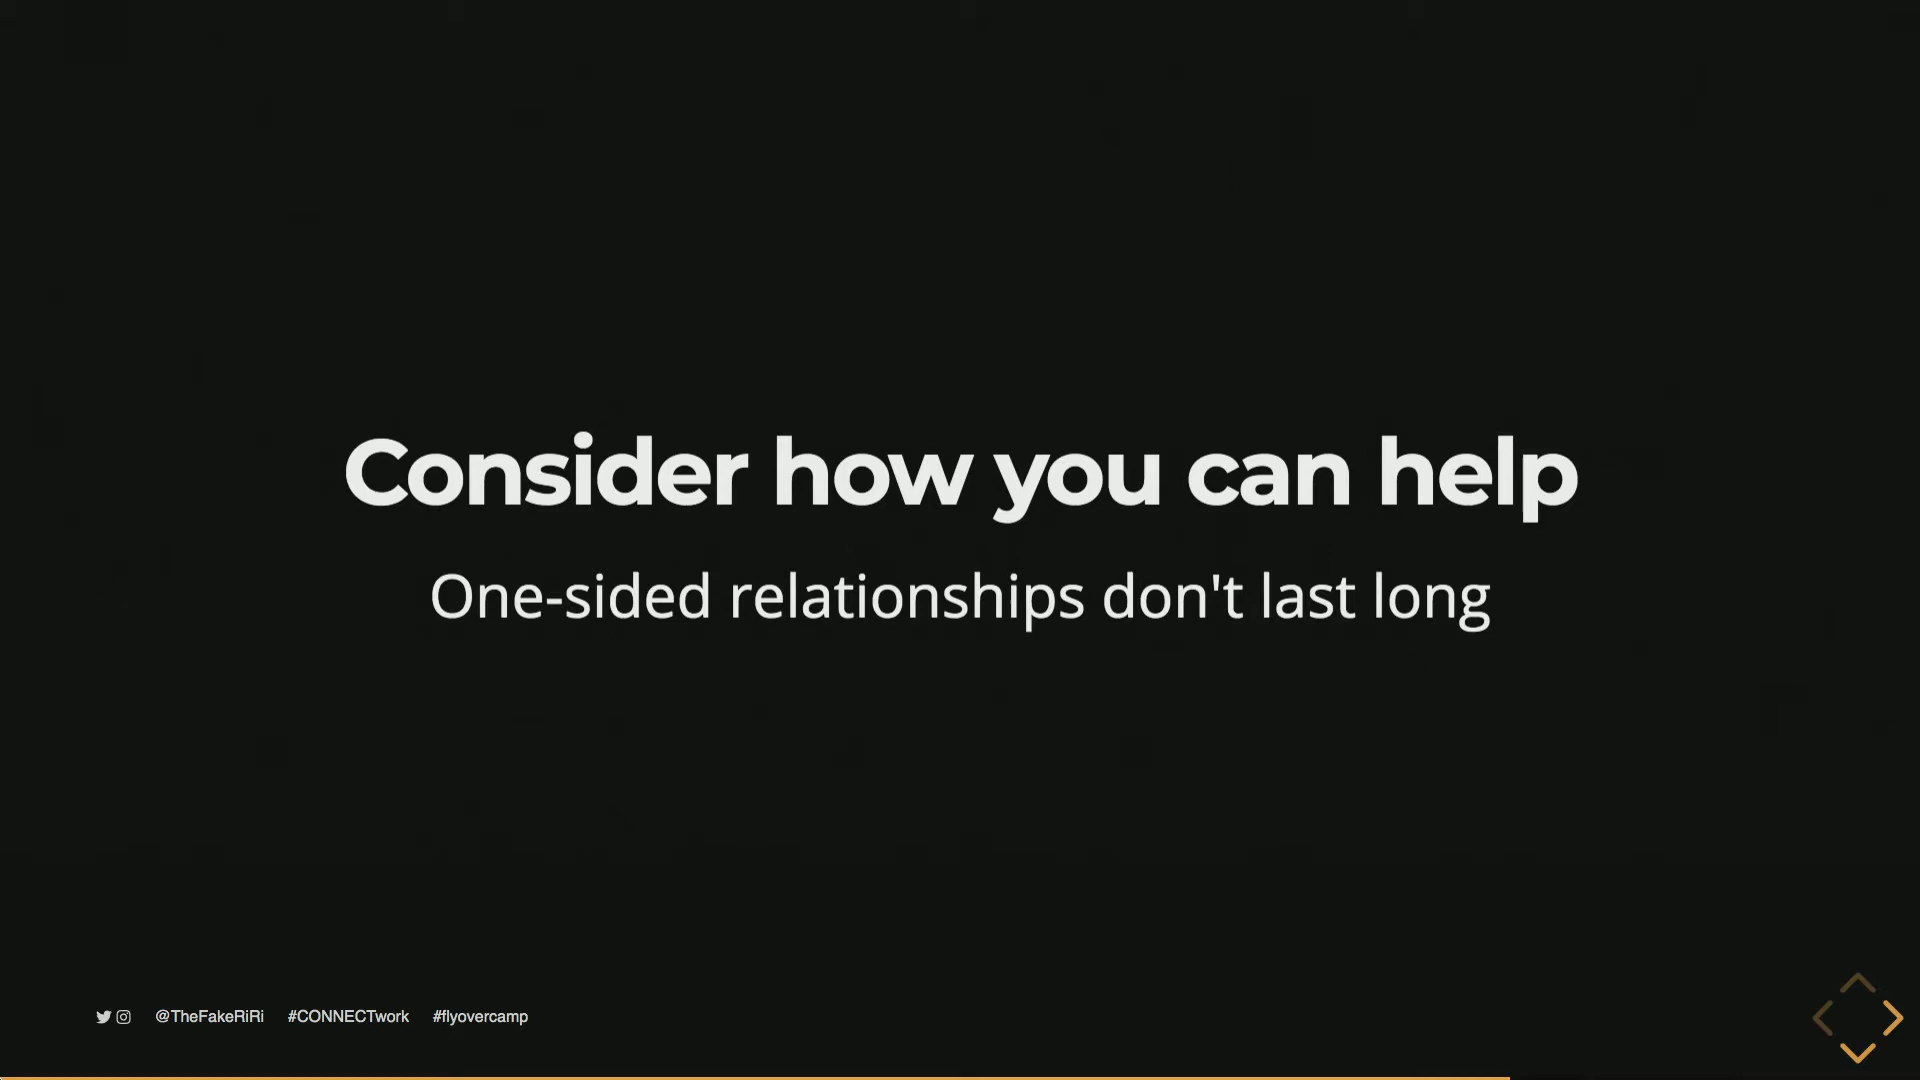 Consider how you can help
One-sided relationships don't last long
@TheFakeRiRi #CONNECTwork #flyovercamp